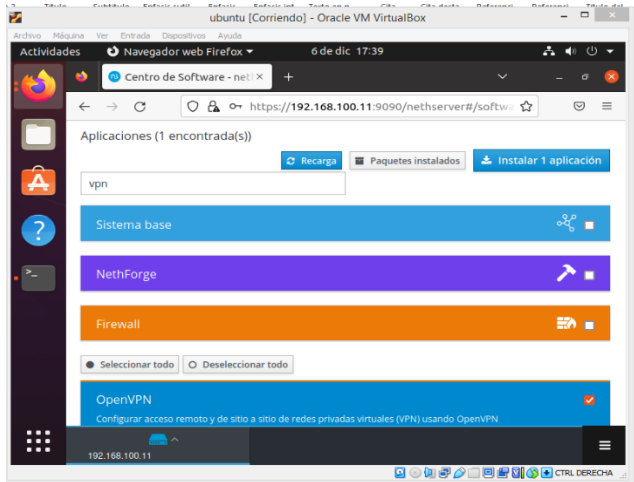 ubuntu [Corriendo] - Oracle VM VirtualBox
Archivo Máquina Ver Entrada Dispositivos Ayuda
Actividades Navegador web Firefox 6 de dic 17:39
Centro de Software - net
https://192.168.100.11:9090/nethserver#/softw
Aplicaciones (1 encontrada(s))
Recarga Paquetes instalados Instalar 1 aplicación
vpn
Sistema base
NethForge
Firewall
Seleccionar todo Deseleccionar todo
OpenVPN
Configurar acceso remoto y de sitio a sitio de redes privadas virtuales (VPN) usando OpenVPN
192.168.100.11
CTRL DERECHA